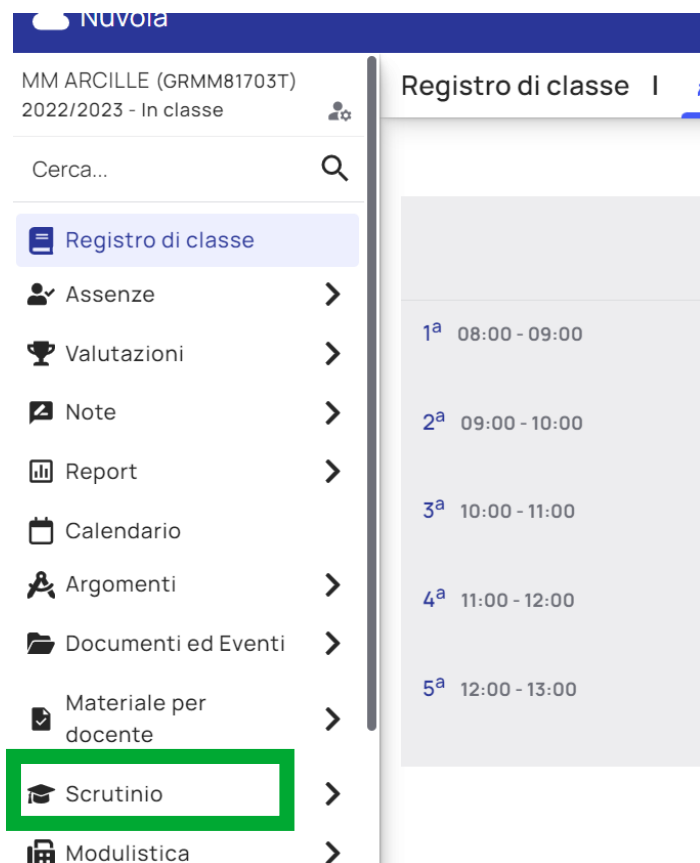 Nuvola
MM ARCILLE (GRMM81703T)
2022/2023 - In classe
Cerca...
Registro di classe
Assenze
Valutazioni
Note
Report
Calendario
Argomenti
Documenti ed Eventi
Materiale per
docente
Scrutinio
Modulistica
Registro di classe |
1ª 08:00 - 09:00
2ª 09:00 - 10:00
3ª 10:00 - 11:00
4ª 11:00 - 12:00
5ª 12:00 - 13:00